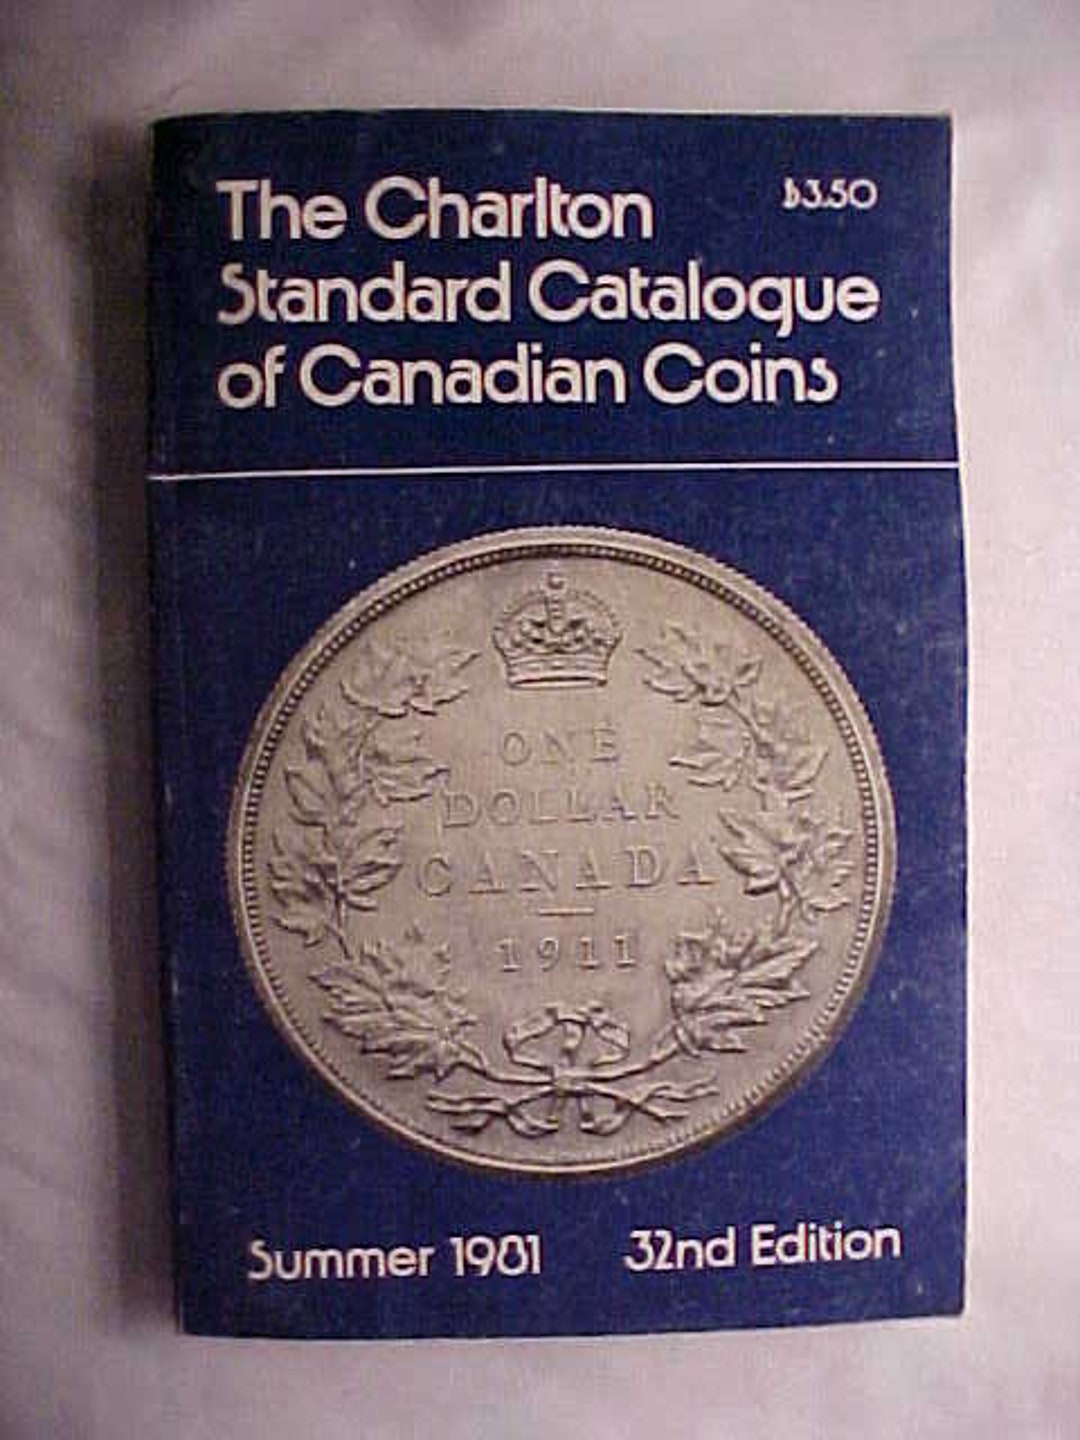 The Charlton
Standard Catalogue
of Canadian Coins
$3.50
ONE
DOLLAR
CANADA
1911
Summer 1981
32nd Edition